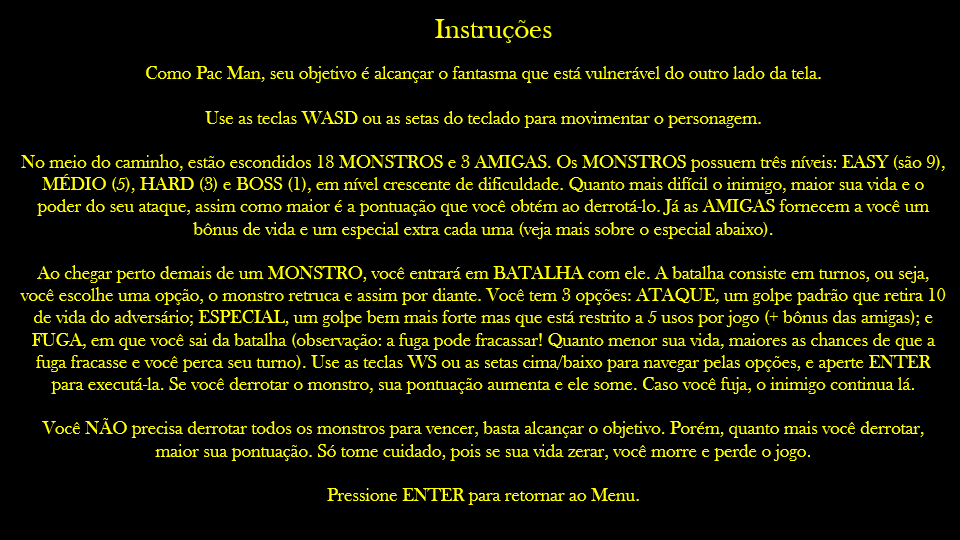 Instruções
Como Pac Man, seu objetivo é alcançar o fantasma que está vulnerável do outro lado da tela.
Use as teclas WASD ou as setas do teclado para movimentar o personagem.
No meio do caminho, estão escondidos 18 MONSTROS e 3 AMIGAS. Os MONSTROS possuem três níveis: EASY (são 9),
MÉDIO (5), HARD (3) e BOSS (1), em nível crescente de dificuldade. Quanto mais difícil o inimigo, maior sua vida e o
poder do seu ataque, assim como maior é a pontuação que você obtém ao derrotá-lo. Já as AMIGAS fornecem a você um
bônus de vida e um especial extra cada uma (veja mais sobre o especial abaixo).
Ao chegar perto demais de um MONSTRO, você entrará em BATALHA com ele. A batalha consiste em turnos, ou seja,
você escolhe uma opção, o monstro retruca e assim por diante. Você tem 3 opções: ATAQUE, um golpe padrão que retira 10
de vida do adversário; ESPECIAL, um golpe bem mais forte mas que está restrito a 5 usos por jogo (+ bônus das amigas); e
FUGA, em que você sai da batalha (observação: a fuga pode fracassar! Quanto menor sua vida, maiores as chances de que a
fuga fracasse e você perca seu turno). Use as teclas WS ou as setas cima/baixo para navegar pelas opções, e aperte ENTER
para executá-la. Se você derrotar o monstro, sua pontuação aumenta e ele some. Caso você fuja, o inimigo continua lá.
Você NÃO precisa derrotar todos os monstros para vencer, basta alcançar o objetivo. Porém, quanto mais você derrotar,
maior sua pontuação. Só tome cuidado, pois se sua vida zerar, você morre e perde o jogo.
Pressione ENTER para retornar ao Menu.